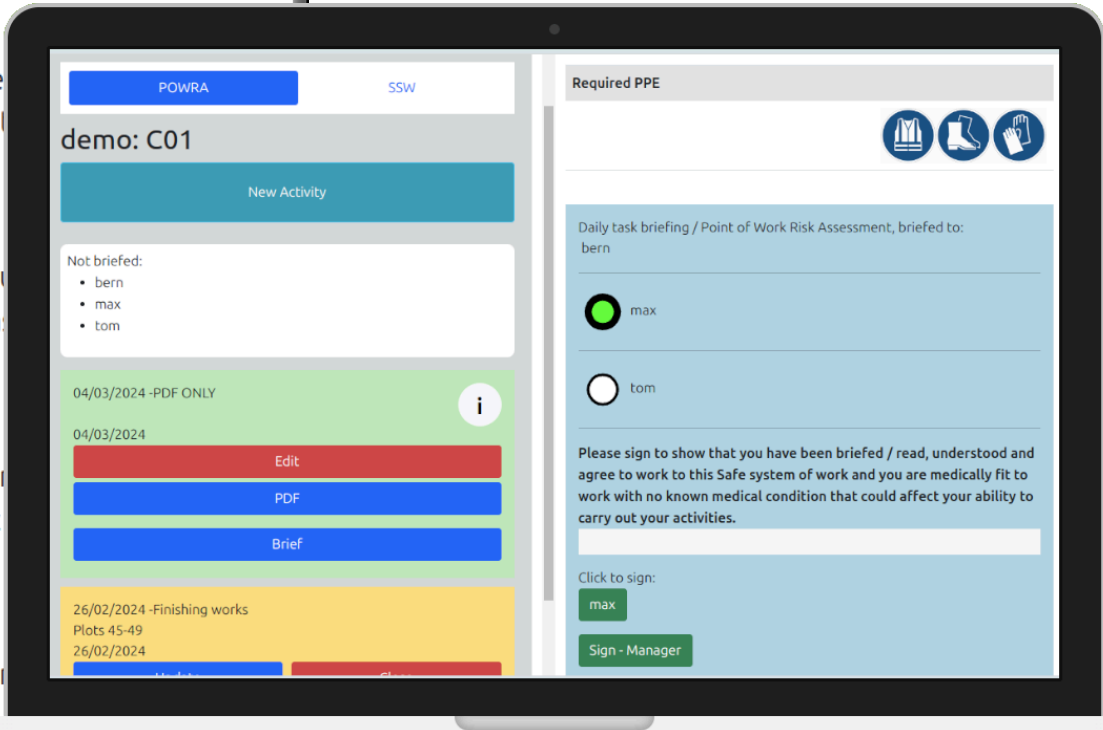 POWRA
SSW
demo: C01
New Activity
Not briefed:
bern
max
tom
04/03/2024 -PDF ONLY
i
04/03/2024
Edit
PDF
Brief
26/02/2024 -Finishing works
Plots 45-49
26/02/2024
Update
Close
Required PPE
Daily task briefing / Point of Work Risk Assessment, briefed to:
bern
max
tom
Please sign to show that you have been briefed / read, understood and
agree to work to this Safe system of work and you are medically fit to
work with no known medical condition that could affect your ability to
carry out your activities.
Click to sign:
max
Sign - Manager